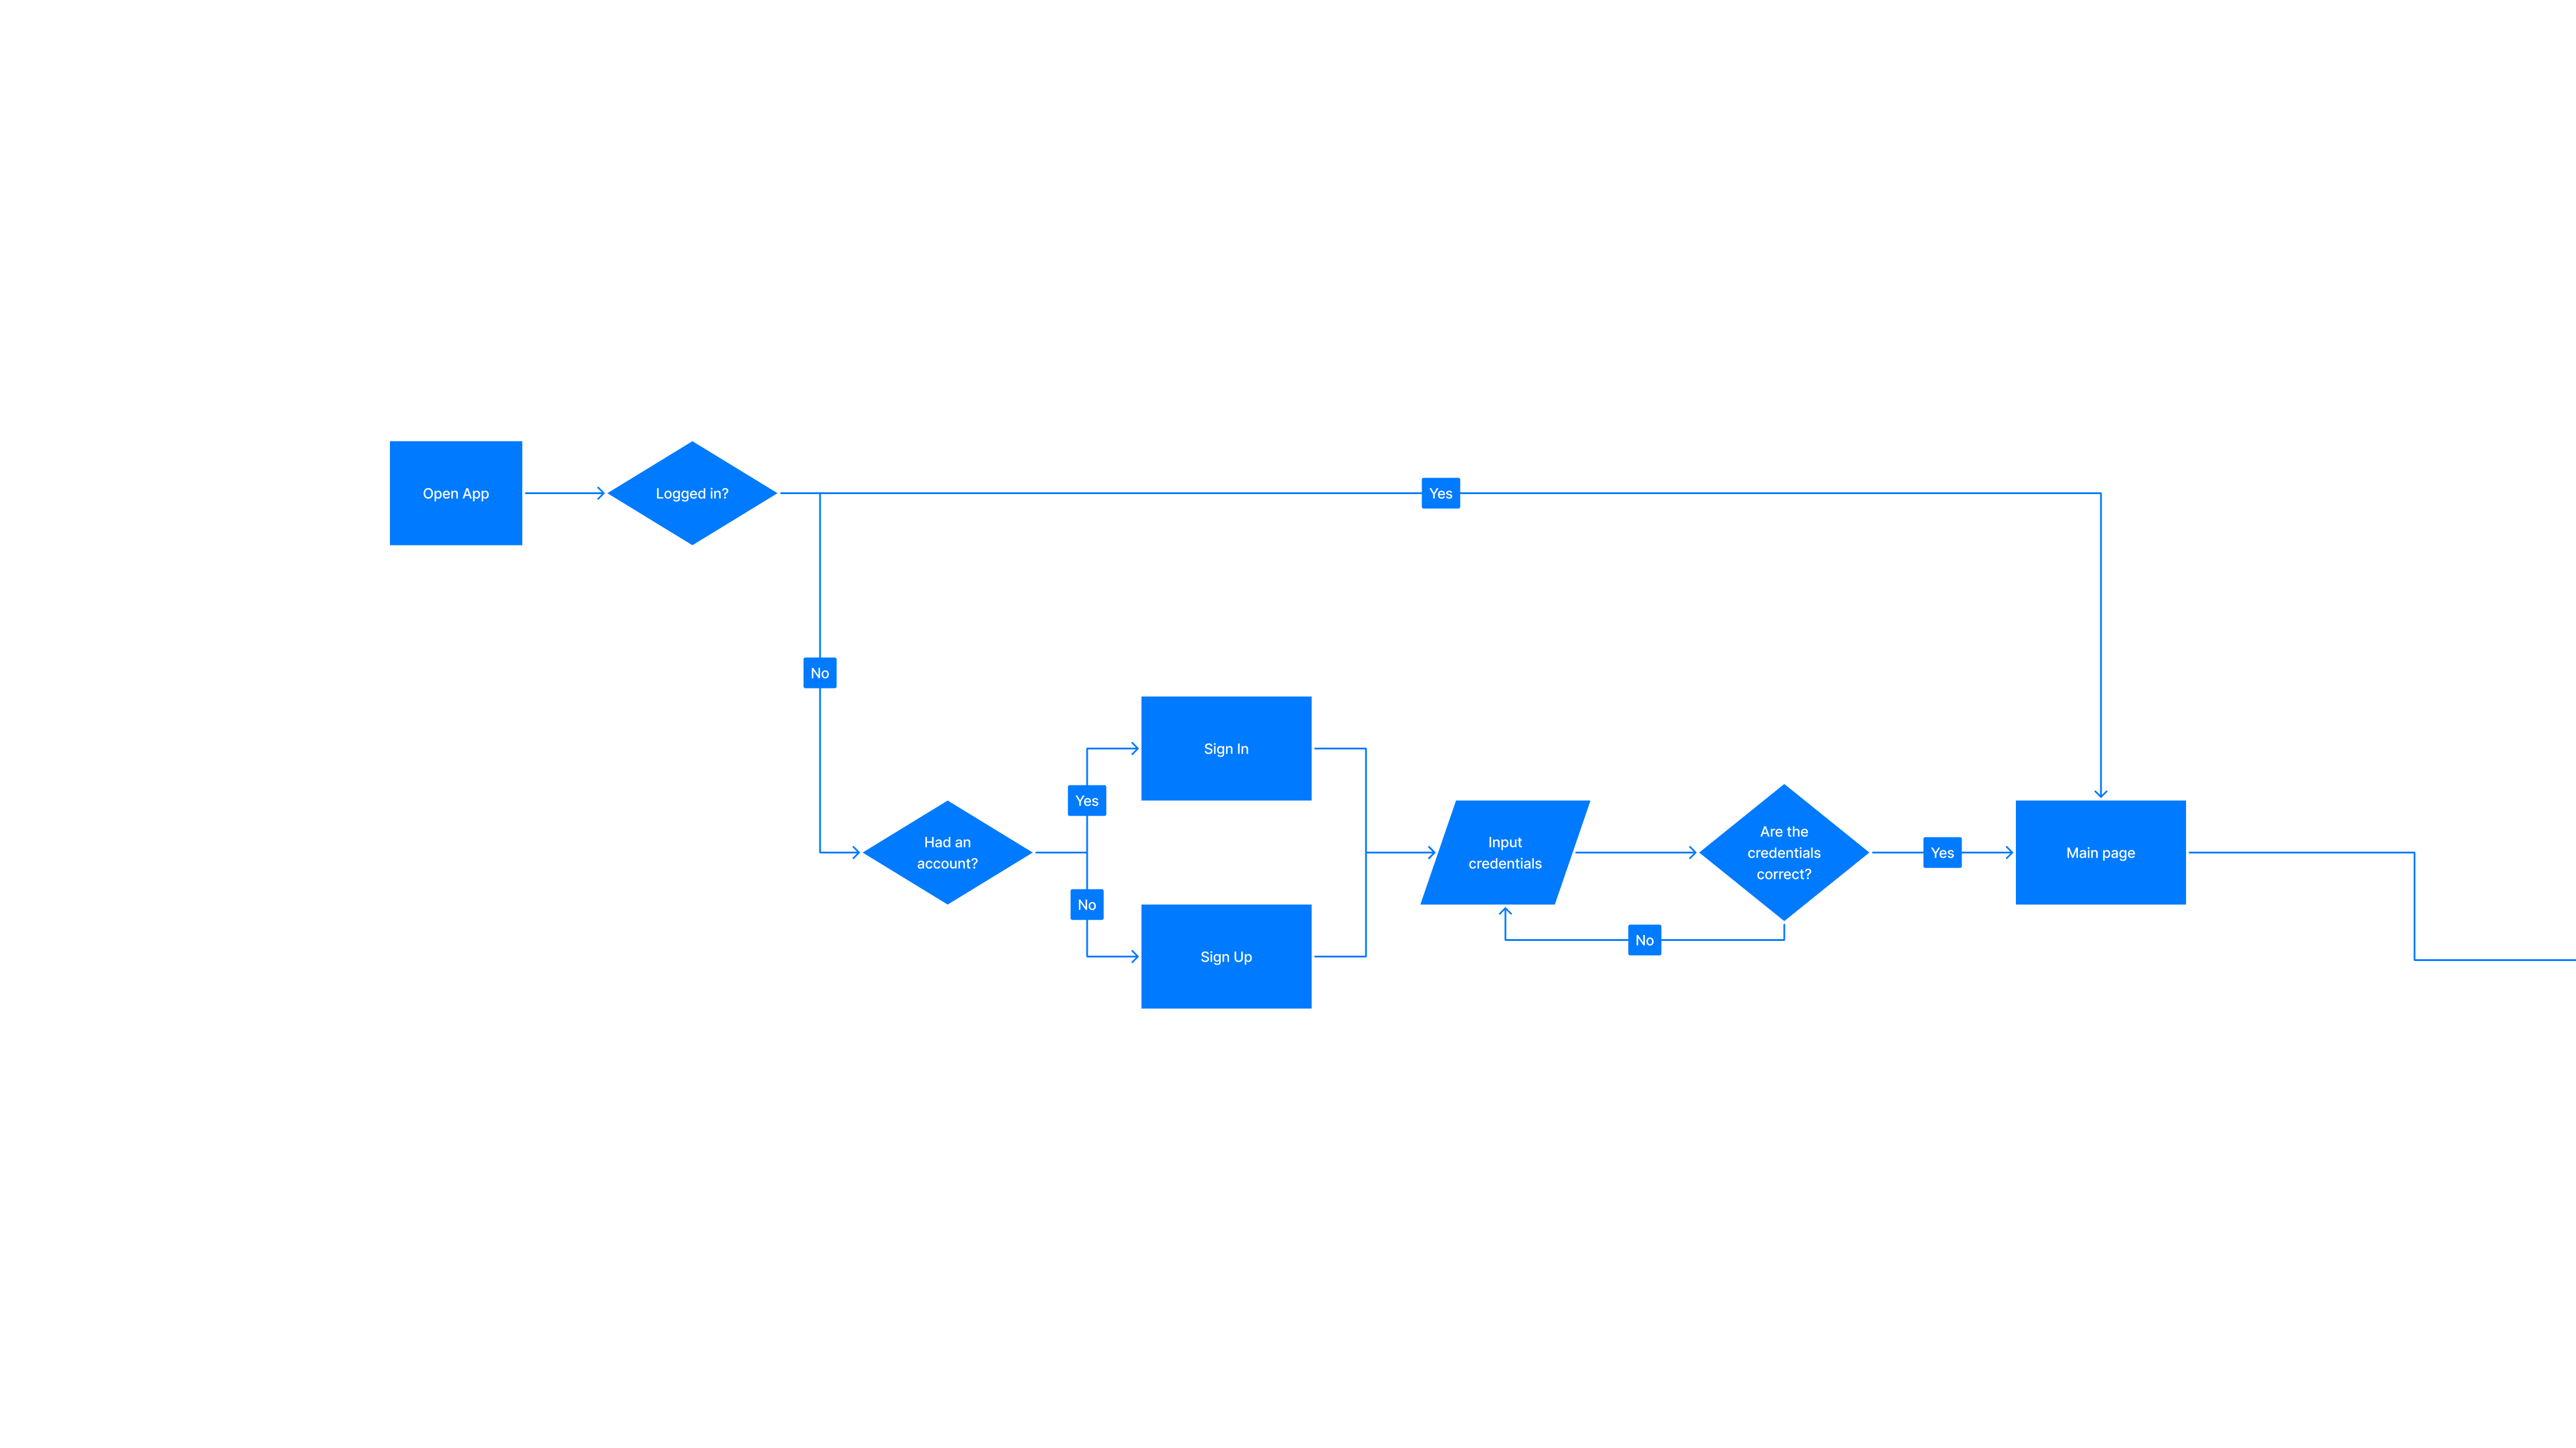 Open App
Logged in?
Yes
No
Had an
account?
Yes
No
Sign In
Sign Up
Input
credentials
Are the
credentials
correct?
No
Yes
Main page